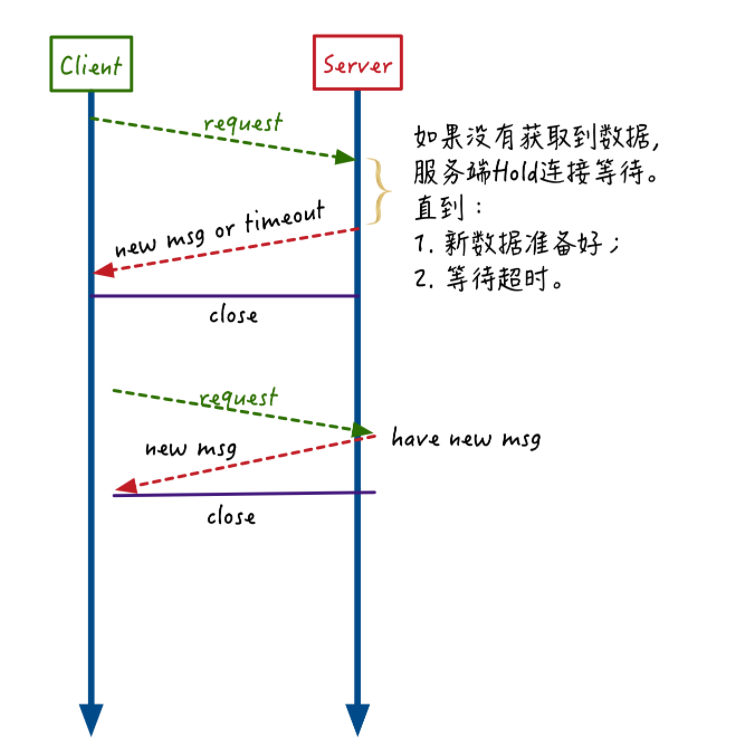 Client
Server
request
如果没有获取到数据,
服务端Hold连接等待。
直到：
1. 新数据准备好；
2. 等待超时。
new msg or timeout
close
request
have new msg
new msg
close